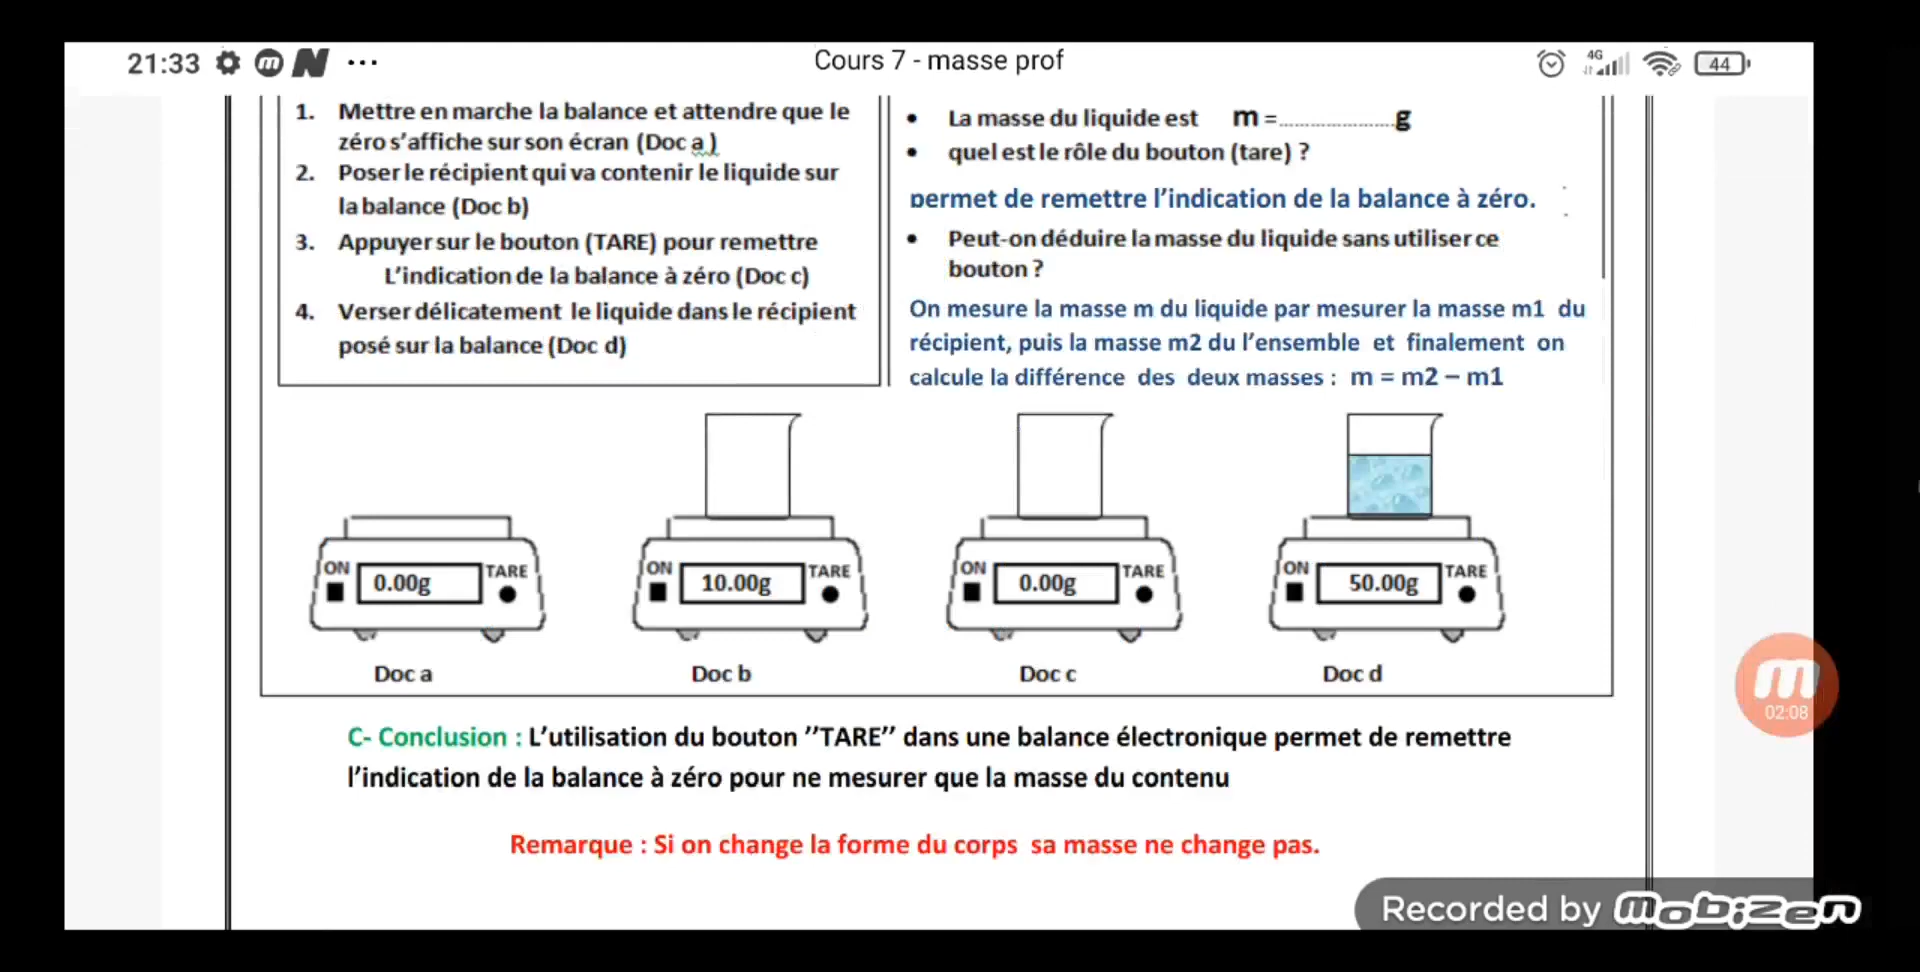 21:33 ... Cours 7 - masse prof 4G 44
1. Mettre en marche la balance et attendre que le
zéro s'affiche sur son écran (Doc a )
2. Poser le récipient qui va contenir le liquide sur
la balance (Doc b)
3. Appuyer sur le bouton (TARE) pour remettre
L'indication de la balance à zéro (Doc c)
4. Verser délicatement le liquide dans le récipient
posé sur la balance (Doc d)
• La masse du liquide est m =....................g
• quel est le rôle du bouton (tare) ?
permet de remettre l'indication de la balance à zéro.
• Peut-on déduire la masse du liquide sans utiliser ce
bouton ?
On mesure la masse m du liquide par mesurer la masse m1 du
récipient, puis la masse m2 du l'ensemble et finalement on
calcule la différence des deux masses : m = m2 – m1
ON 0.00g TARE
ON 10.00g TARE
ON 0.00g TARE
ON 50.00g TARE
Doc a
Doc b
Doc c
Doc d
C- Conclusion : L'utilisation du bouton ''TARE'' dans une balance électronique permet de remettre
l'indication de la balance à zéro pour ne mesurer que la masse du contenu
Remarque : Si on change la forme du corps sa masse ne change pas.
02:08
Recorded by Mobizen